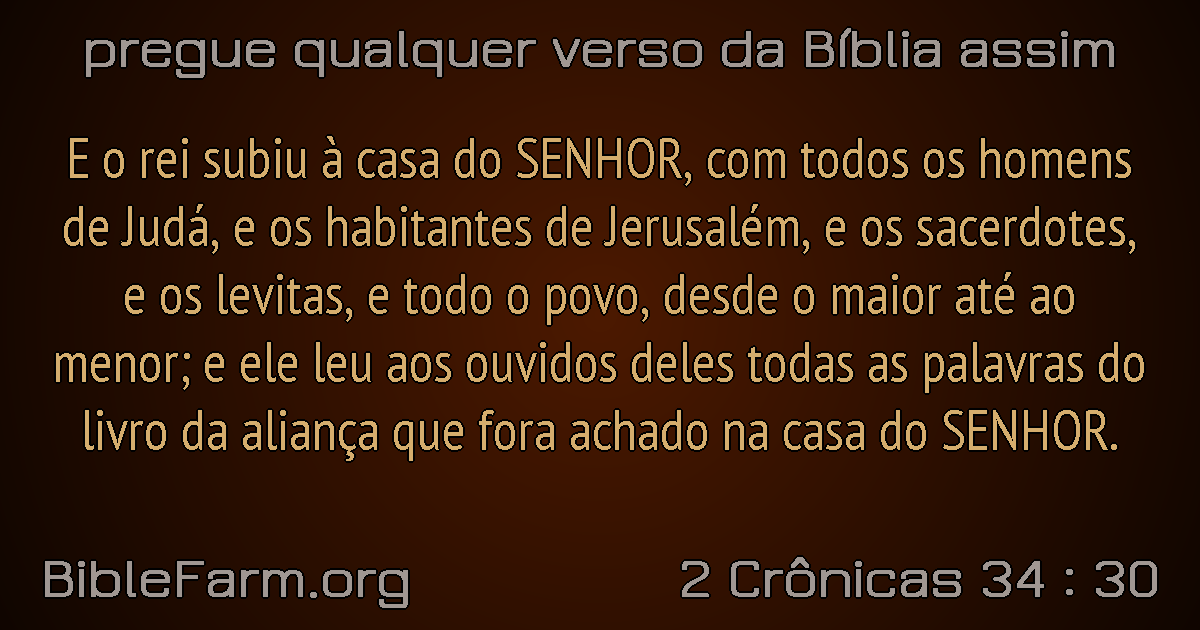 pregue qualquer verso da Bíblia assim
E o rei subiu à casa do SENHOR, com todos os homens
de Judá, e os habitantes de Jerusalém, e os sacerdotes,
e os levitas, e todo o povo, desde o maior até ao
menor; e ele leu aos ouvidos deles todas as palavras do
livro da aliança que fora achado na casa do SENHOR.
BibleFarm.org
2 Crônicas 34 : 30